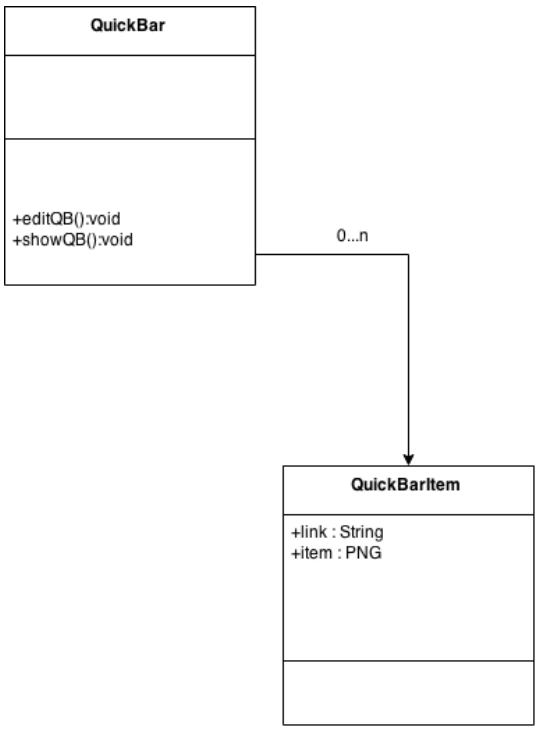 QuickBar
+editQB():void
+showQB():void
0...n
QuickBarItem
+link : String
+item : PNG